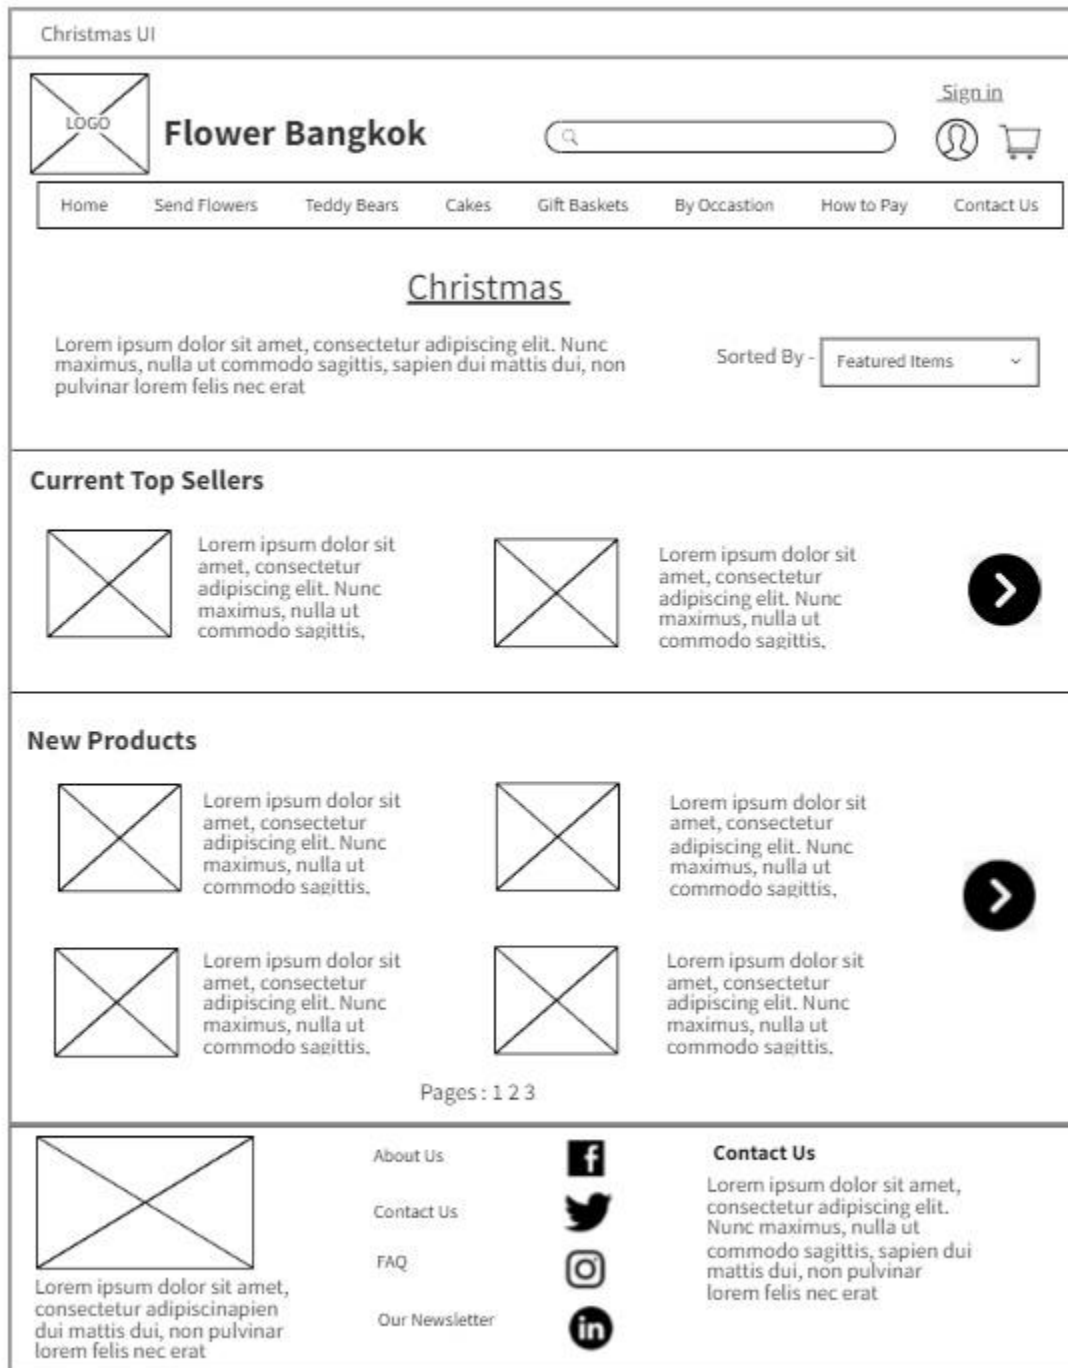 Christmas UI
LOGO
Flower Bangkok
Sign in
Home Send Flowers Teddy Bears Cakes Gift Baskets By Occastion How to Pay Contact Us
Christmas
Lorem ipsum dolor sit amet, consectetur adipiscing elit. Nunc
maximus, nulla ut commodo sagittis, sapien dui mattis dui, non
pulvinar lorem felis nec erat
Sorted By -
Featured Items
Current Top Sellers
Lorem ipsum dolor sit
amet, consectetur
adipiscing elit. Nunc
maximus, nulla ut
commodo sagittis,
Lorem ipsum dolor sit
amet, consectetur
adipiscing elit. Nunc
maximus, nulla ut
commodo sagittis,
New Products
Lorem ipsum dolor sit
amet, consectetur
adipiscing elit. Nunc
maximus, nulla ut
commodo sagittis,
Lorem ipsum dolor sit
amet, consectetur
adipiscing elit. Nunc
maximus, nulla ut
commodo sagittis,
Lorem ipsum dolor sit
amet, consectetur
adipiscing elit. Nunc
maximus, nulla ut
commodo sagittis,
Lorem ipsum dolor sit
amet, consectetur
adipiscing elit. Nunc
maximus, nulla ut
commodo sagittis,
Pages : 1 2 3
Lorem ipsum dolor sit amet,
consectetur adipiscinapien
dui mattis dui, non pulvinar
lorem felis nec erat
About Us
Contact Us
FAQ
Our Newsletter
f
in
Contact Us
Lorem ipsum dolor sit amet,
consectetur adipiscing elit.
Nunc maximus, nulla ut
commodo sagittis, sapien dui
mattis dui, non pulvinar
lorem felis nec erat